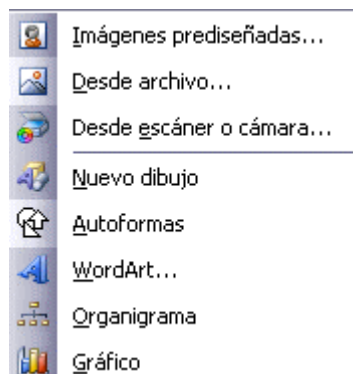 Imágenes prediseñadas...
Desde archivo...
Desde escáner o cámara...
Nuevo dibujo
Autoformas
WordArt...
Organigrama
Gráfico